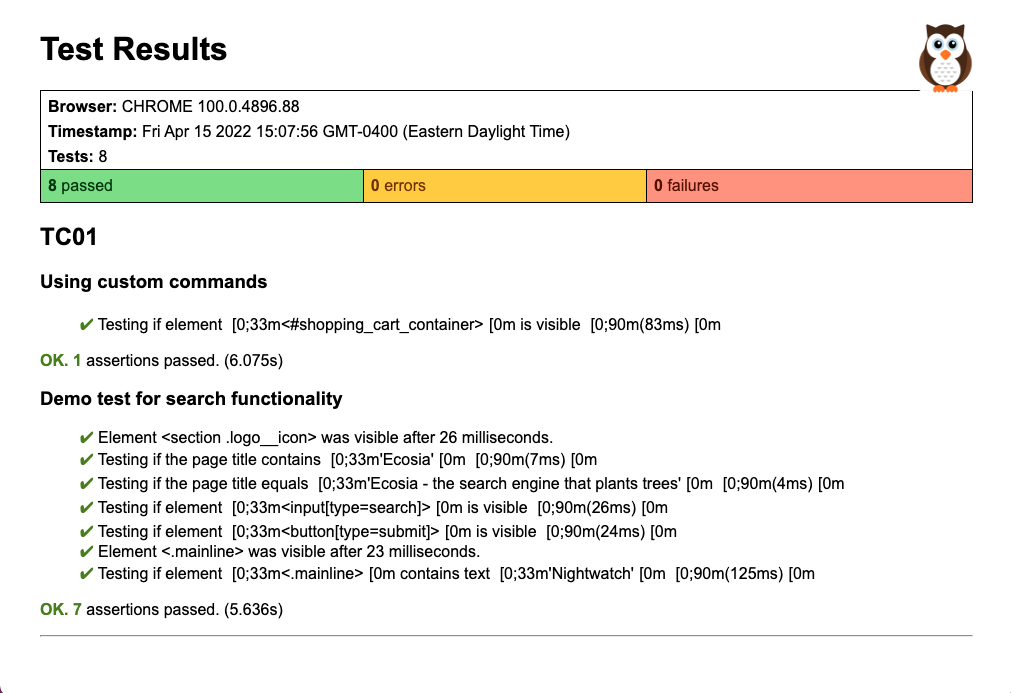 Test Results
Browser: CHROME 100.0.4896.88
Timestamp: Fri Apr 15 2022 15:07:56 GMT-0400 (Eastern Daylight Time)
Tests: 8
8 passed 0 errors 0 failures
TC01
Using custom commands
✔ Testing if element [0;33m<#shopping_cart_container> [0m is visible [0;90m(83ms) [0m
OK. 1 assertions passed. (6.075s)
Demo test for search functionality
✔ Element <section .logo__icon> was visible after 26 milliseconds.
✔ Testing if the page title contains [0;33m'Ecosia' [0m [0;90m(7ms) [0m
✔ Testing if the page title equals [0;33m'Ecosia - the search engine that plants trees' [0m [0;90m(4ms) [0m
✔ Testing if element [0;33m<input[type=search]> [0m is visible [0;90m(26ms) [0m
✔ Testing if element [0;33m<button[type=submit]> [0m is visible [0;90m(24ms) [0m
✔ Element <.mainline> was visible after 23 milliseconds.
✔ Testing if element [0;33m<.mainline> [0m contains text [0;33m'Nightwatch' [0m [0;90m(125ms) [0m
OK. 7 assertions passed. (5.636s)